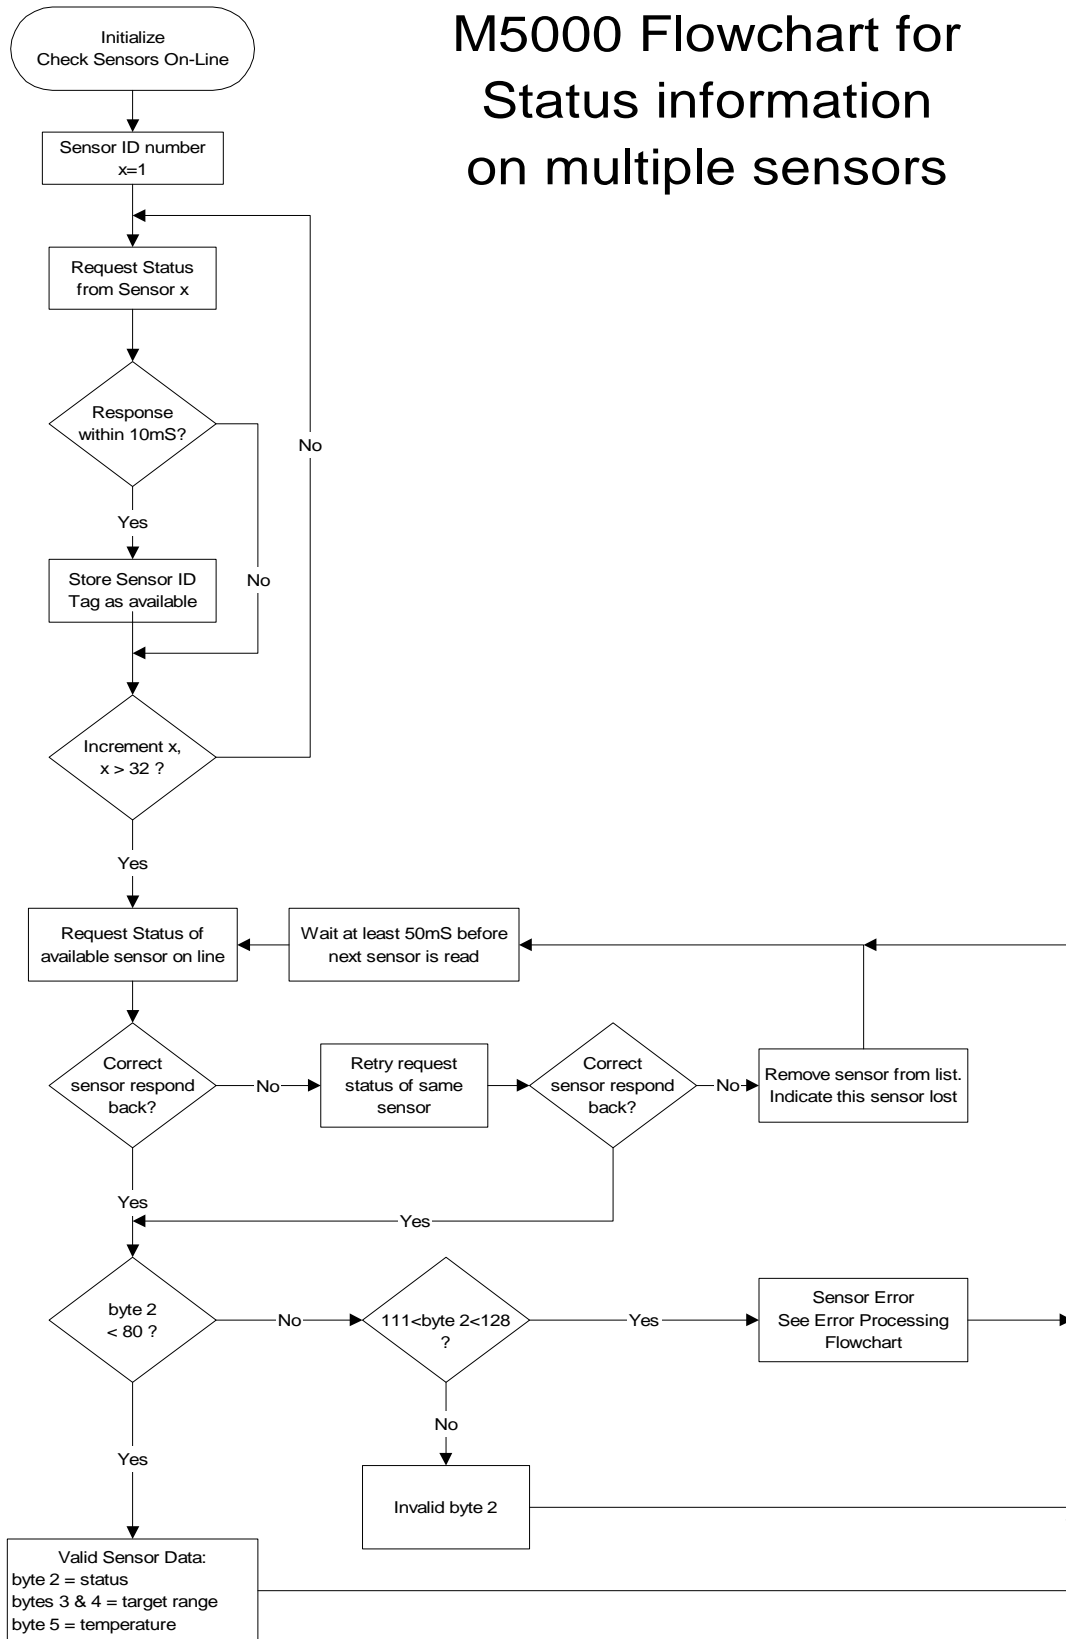 M5000 Flowchart for
Status information
on multiple sensors
Initialize
Check Sensors On-Line
Sensor ID number
x=1
Request Status
from Sensor x
Response
within 10mS?
No
Yes
Store Sensor ID
Tag as available
No
Increment x,
x > 32 ?
Yes
Request Status of
available sensor on line
Wait at least 50mS before
next sensor is read
Correct
sensor respond
back?
No
Retry request
status of same
sensor
Correct
sensor respond
back?
No
Remove sensor from list.
Indicate this sensor lost
Yes
Yes
byte 2
< 80 ?
No
111<byte 2<128
?
Yes
Sensor Error
See Error Processing
Flowchart
No
Yes
Invalid byte 2
Valid Sensor Data:
byte 2 = status
bytes 3 & 4 = target range
byte 5 = temperature